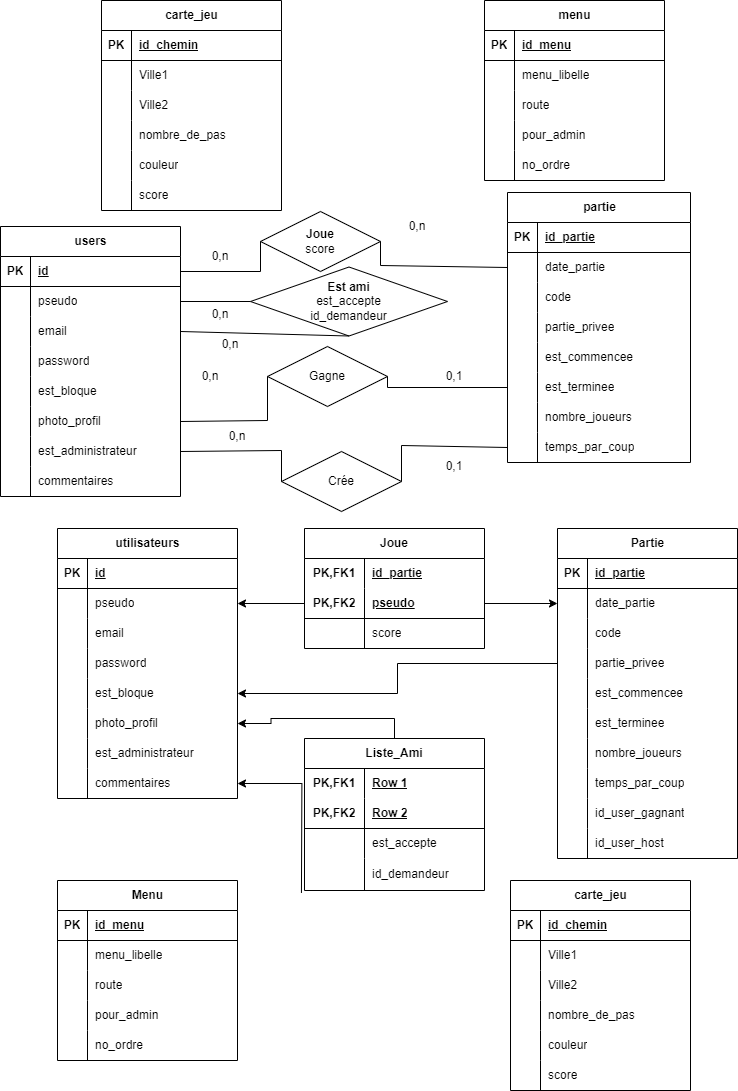 carte_jeu
PK id_chemin
Ville1
Ville2
nombre_de_pas
couleur
score
menu
PK id_menu
menu_libelle
route
pour_admin
no_ordre
users
PK id
pseudo
email
password
est_bloque
photo_profil
est_administrateur
commentaires
0,n
Joue
score
0,n
Est ami
est_accepte
id_demandeur
0,n
0,n
0,n
Gagne
0,1
0,n
Crée
0,1
partie
PK id_partie
date_partie
code
partie_privee
est_commencee
est_terminee
nombre_joueurs
temps_par_coup
utilisateurs
PK id
pseudo
email
password
est_bloque
photo_profil
est_administrateur
commentaires
Joue
PK,FK1 id_partie
PK,FK2 pseudo
score
Partie
PK id_partie
date_partie
code
partie_privee
est_commencee
est_terminee
nombre_joueurs
temps_par_coup
id_user_gagnant
id_user_host
Liste_Ami
PK,FK1 Row 1
PK,FK2 Row 2
est_accepte
id_demandeur
Menu
PK id_menu
menu_libelle
route
pour_admin
no_ordre
carte_jeu
PK id_chemin
Ville1
Ville2
nombre_de_pas
couleur
score